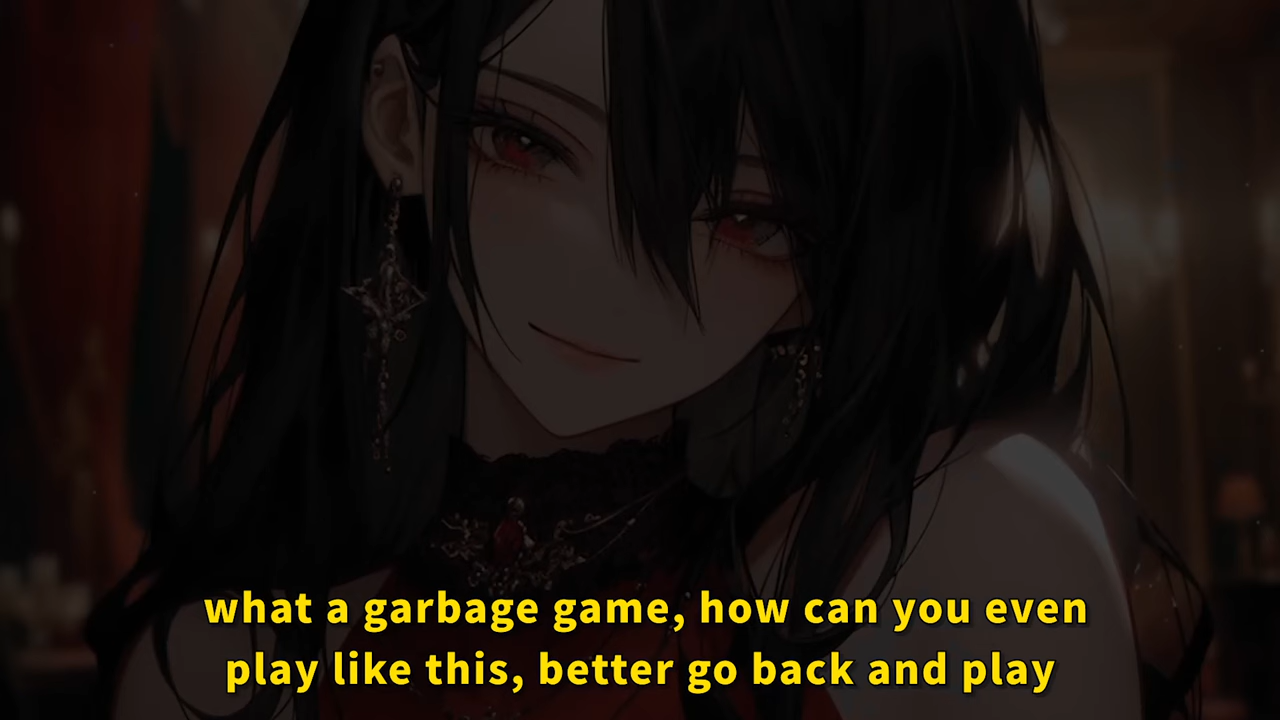 what a garbage game, how can you even
play like this, better go back and play